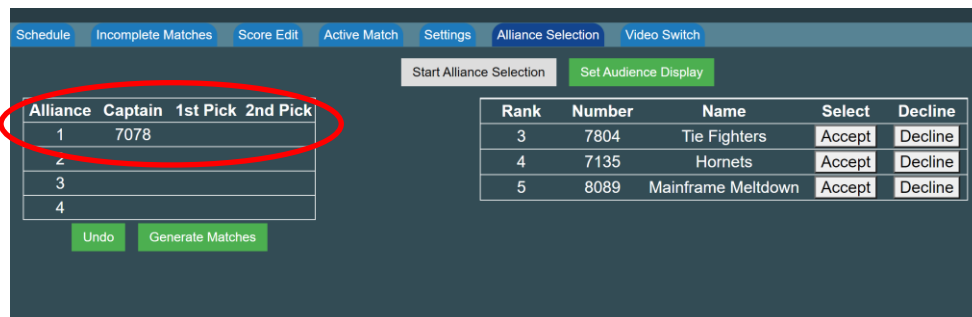 Schedule Incomplete Matches Score Edit Active Match Settings Alliance Selection Video Switch
Start Alliance Selection Set Audience Display
Alliance Captain 1st Pick 2nd Pick
1 7078
2
3
4
Undo Generate Matches
Rank Number Name Select Decline
3 7804 Tie Fighters Accept Decline
4 7135 Hornets Accept Decline
5 8089 Mainframe Meltdown Accept Decline